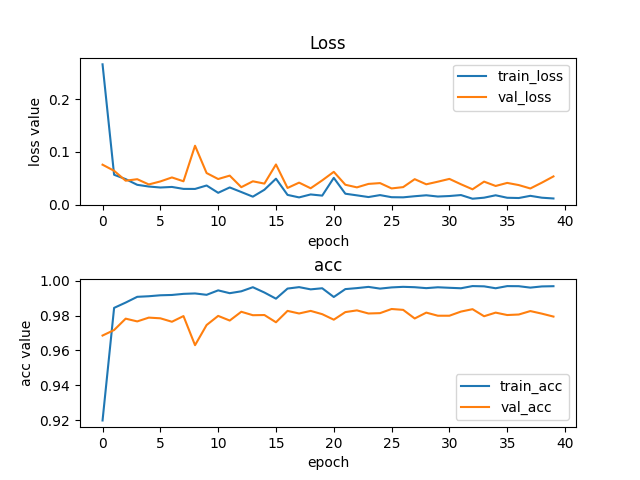 Loss
loss value
0.2
0.1
0.0
train_loss
val_loss
0 5 10 15 20 25 30 35 40
epoch
acc
acc value
1.00
0.98
0.96
0.94
0.92
train_acc
val_acc
0 5 10 15 20 25 30 35 40
epoch